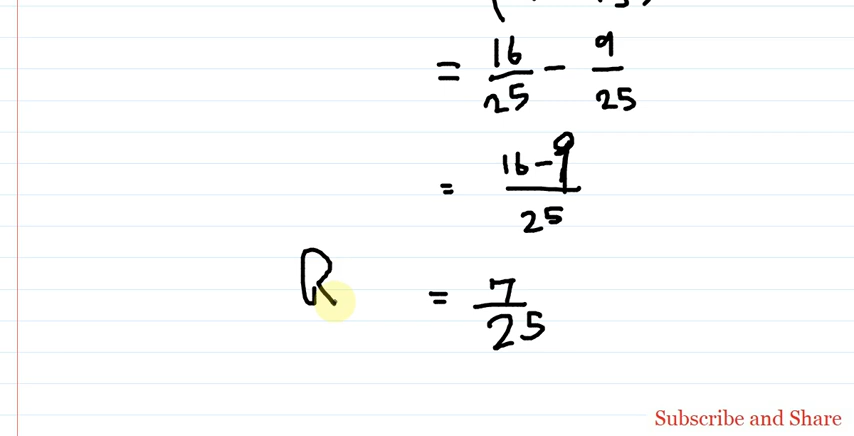 = 16/25 - 9/25
= 16-9/25
R = 7/25
Subscribe and Share